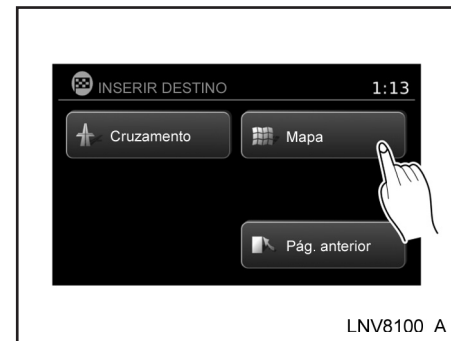 INSERIR DESTINO 1:13
Cruzamento Mapa
Pág. anterior
LNV8100 A